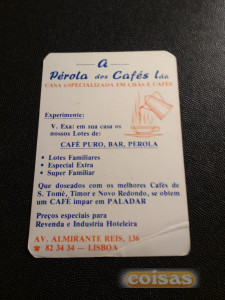 A
Pérola dos Cafés Lda
CASA ESPECIALIZADA EM CHÁS E CAFÉS
Experimente:
V. Exa: em sua casa os
nossos Lotes de:
CAFÉ PURO, BAR, PÉROLA
• Lotes Familiares
• Especial Extra
• Super Familiar
Que doseados com os melhores Cafés de
S. Tomé, Timor e Novo Redondo, se obtem
um CAFÉ impar em PALADAR
Preços especiais para
Revenda e Industria Hoteleira
AV. ALMIRANTE REIS, 136
☎ 82 34 34 — LISBOA
coisas